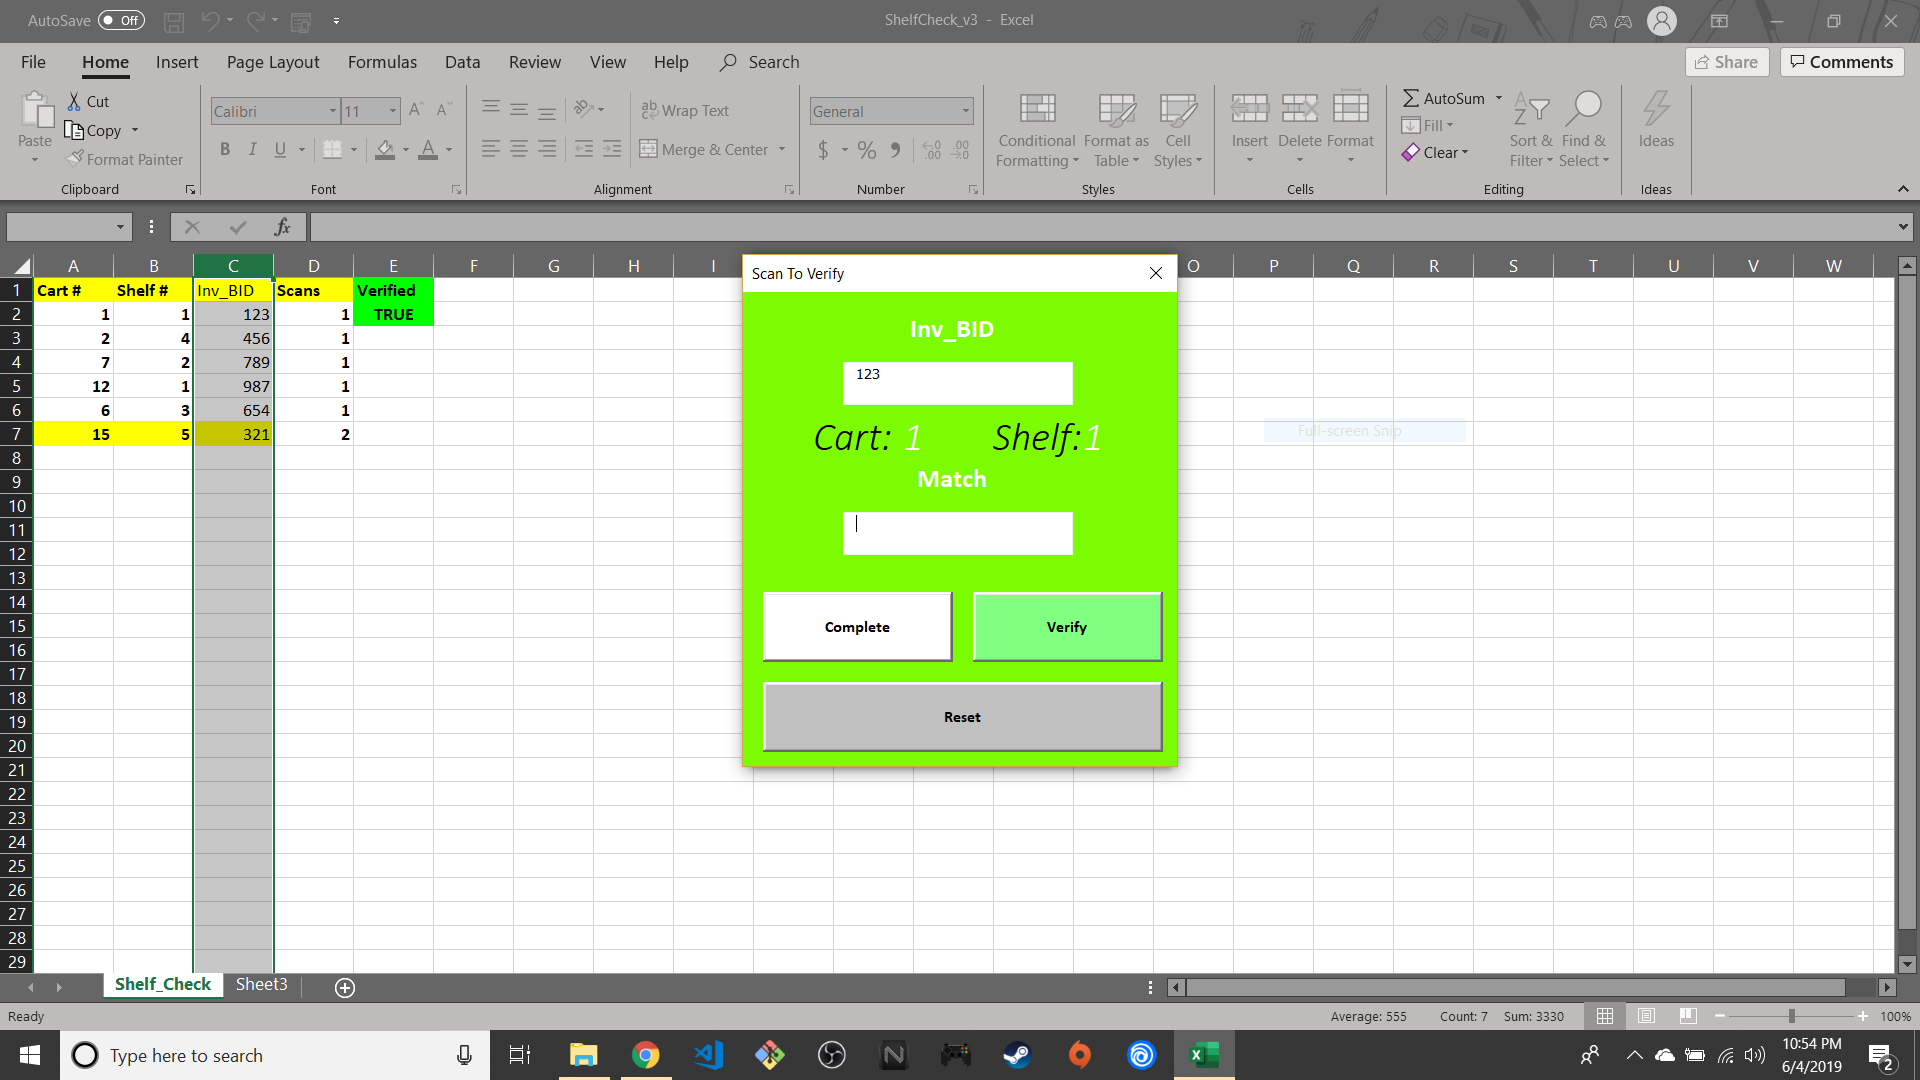 AutoSave Off ShelfCheck_v3 - Excel
File Home Insert Page Layout Formulas Data Review View Help Search Share Comments
Paste
Cut
Copy
Format Painter
Clipboard
Calibri 11
B I U A
Font
ab Wrap Text
Merge & Center
Alignment
General
$ % 9
Number
Conditional Formatting
Format as Table
Cell Styles
Styles
Insert Delete Format
Cells
AutoSum
Fill
Clear
Sort & Filter
Find & Select
Editing
Ideas
Ideas
fx
A B C D E F G H I O P Q R S T U V W
1 Cart # Shelf # Inv_BID Scans Verified
2 1 1 123 1 TRUE
3 2 4 456 1
4 7 2 789 1
5 12 1 987 1
6 6 3 654 1
7 15 5 321 2
8
9
10
11
12
13
14
15
16
17
18
19
20
21
22
23
24
25
26
27
28
29
Scan To Verify
Inv_BID
123
Cart: 1 Shelf: 1
Match
Complete Verify
Reset
Full-screen Snip
Shelf_Check Sheet3
Ready Average: 555 Count: 7 Sum: 3330 100%
Type here to search
10:54 PM
6/4/2019
2